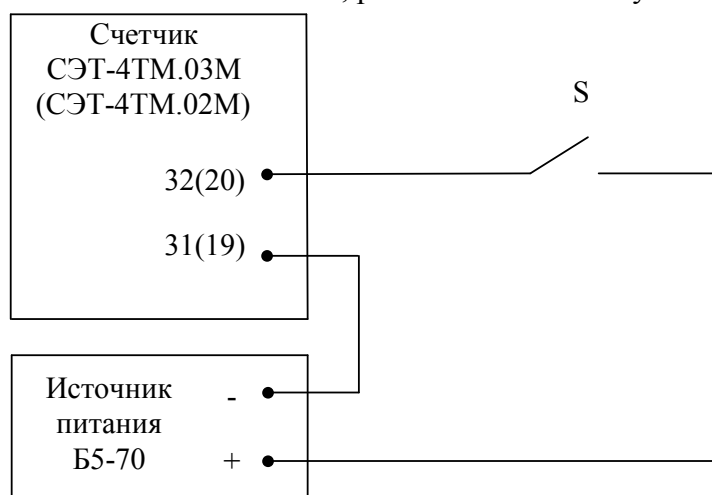 Счетчик
СЭТ-4ТМ.03М
(СЭТ-4ТМ.02М)
S
32(20)
31(19)
Источник -
питания
Б5-70 +